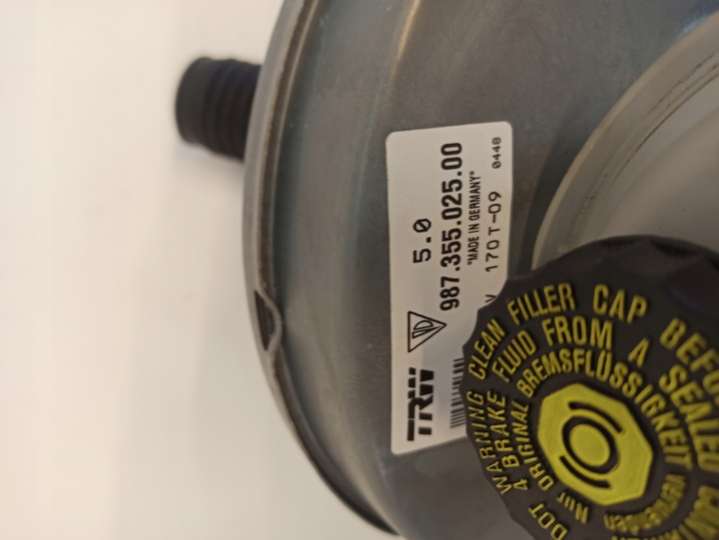 5.0
TRW 987.355.025.00
"MADE IN GERMANY"
170T-09 0448
WARNING CLEAN FILLER CAP BEFO
DOT 4 BRAKE FLUID FROM A SEALED
ORIGINAL BREMSFLÜSSIGKEIT
Nur